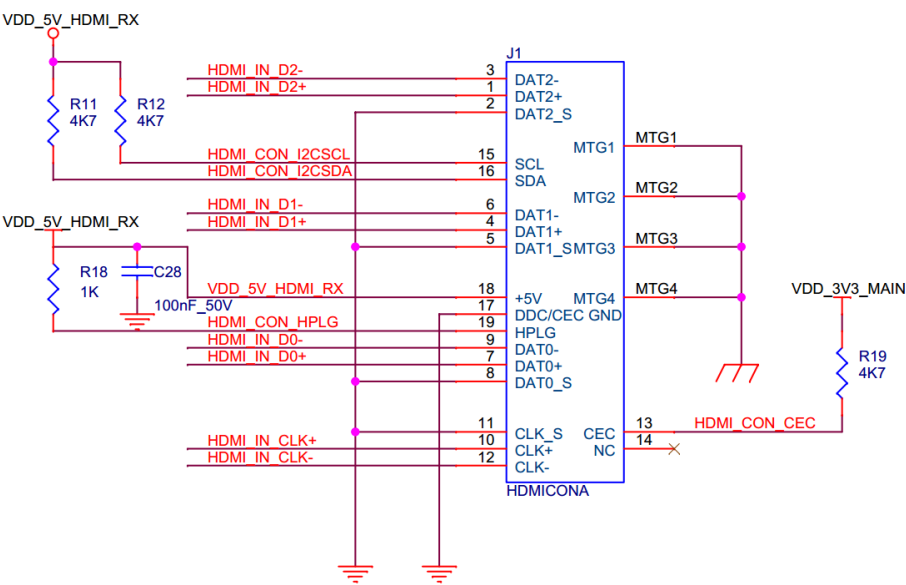 VDD_5V_HDMI_RX
J1
HDMI_IN_D2-
3
DAT2-
HDMI_IN_D2+
1
DAT2+
2
DAT2_S
R11
4K7
R12
4K7
MTG1
MTG1
HDMI_CON_I2CSCL
15
SCL
HDMI_CON_I2CSDA
16
SDA
MTG2
MTG2
HDMI_IN_D1-
6
DAT1-
VDD_5V_HDMI_RX
HDMI_IN_D1+
4
DAT1+
5
DAT1_S
MTG3
MTG3
R18
1K
C28
100nF_50V
VDD_5V_HDMI_RX
18
+5V
MTG4
MTG4
VDD_3V3_MAIN
17
DDC/CEC GND
HDMI_CON_HPLG
19
HPLG
HDMI_IN_D0-
9
DAT0-
HDMI_IN_D0+
7
DAT0+
8
DAT0_S
R19
4K7
11
CLK_S
CEC
13
HDMI_CON_CEC
HDMI_IN_CLK+
10
CLK+
NC
14
HDMI_IN_CLK-
12
CLK-
HDMICONA